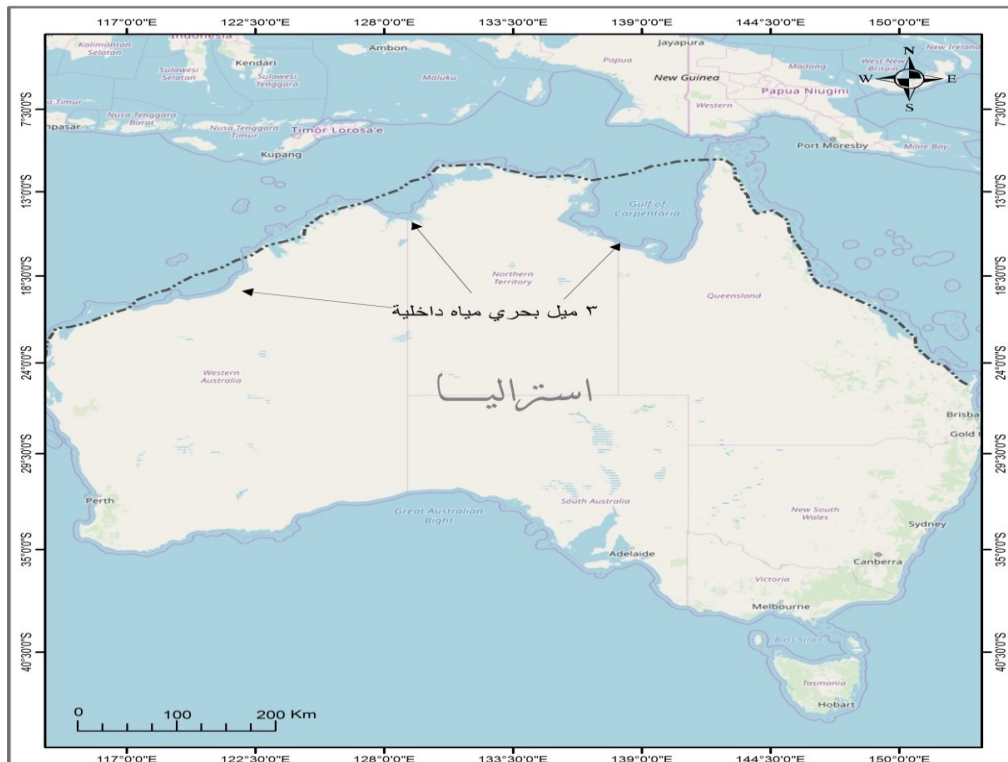 117°0'0"E 122°30'0"E 128°0'0"E 133°30'0"E 139°0'0"E 144°30'0"E 150°0'0"E
Kalimantan
Selatan
Indonesia
Kendari
Sulawesi
Selatan
Sulawesi
Tenggara
Ambon
Maluku
Jayapura
Papua
New Guinea
Western
Madang
Papua Niugini
West New
Britain
New Ireland
N
W E
S
7°30'0"S
7°30'0"S
mpasar
Nusa Tenggara
Barat
Nusa Tenggara
Timur
Timor Lorosa'e
Kupang
Port Moresby
Milne Bay
13°0'0"S
13°0'0"S
Gulf of
Carpentaria
18°30'0"S
18°30'0"S
Northern
Territory
Queensland
٣ ميل بحري مياه داخلية
24°0'0"S
24°0'0"S
Western
Australia
استراليا
Brisba
Gold C
29°30'0"S
29°30'0"S
Perth
Great Australian
Bight
South Australia
New South
Wales
Sydney
35°0'0"S
35°0'0"S
Adelaide
Canberra
Victoria
Melbourne
Bass Strait
40°30'0"S
40°30'0"S
Tasmania
Hobart
0 100 200 Km
117°0'0"E 122°30'0"E 128°0'0"E 133°30'0"E 139°0'0"E 144°30'0"E 150°0'0"E